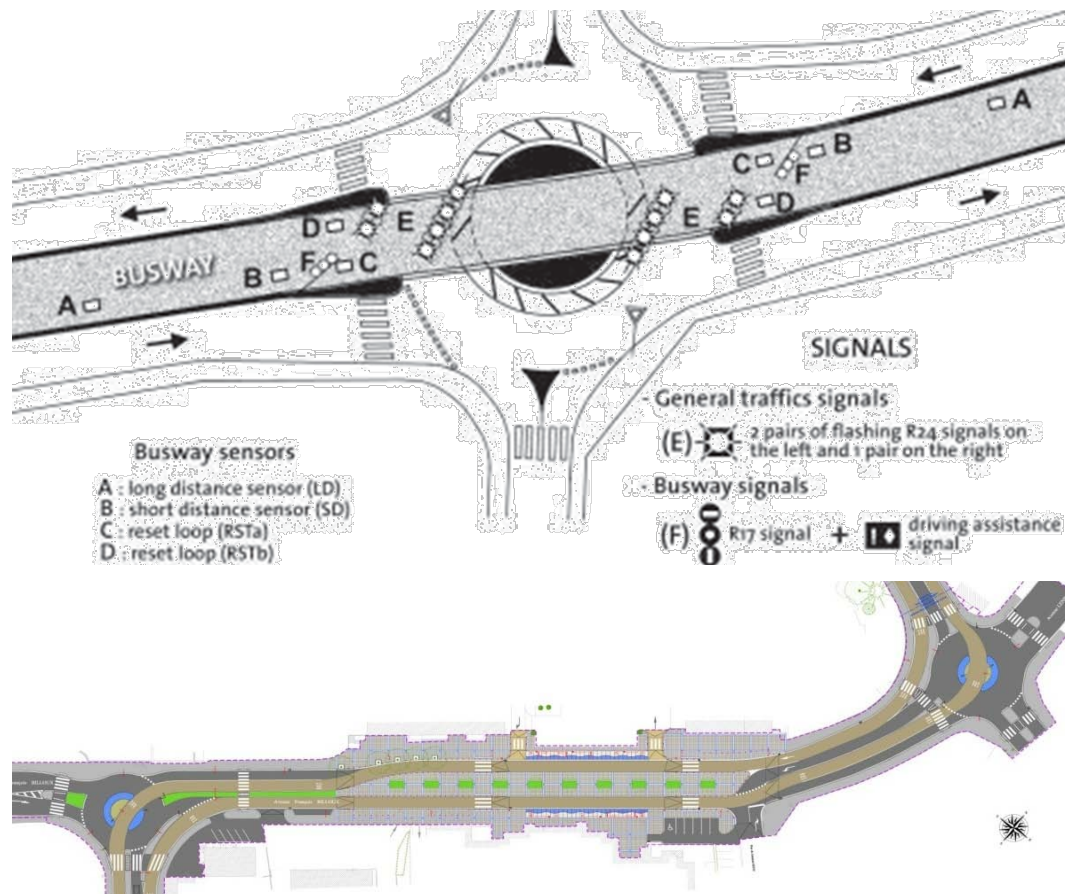 A
B
C
F
D
D
E
E
F
C
B
BUSWAY
A
SIGNALS
- General traffics signals
(E) 2 pairs of flashing R24 signals on
the left and 1 pair on the right
- Busway signals
(F) R17 signal + driving assistance
signal
Busway sensors
A : long distance sensor (LD)
B : short distance sensor (SD)
C : reset loop (RSTa)
D : reset loop (RSTb)